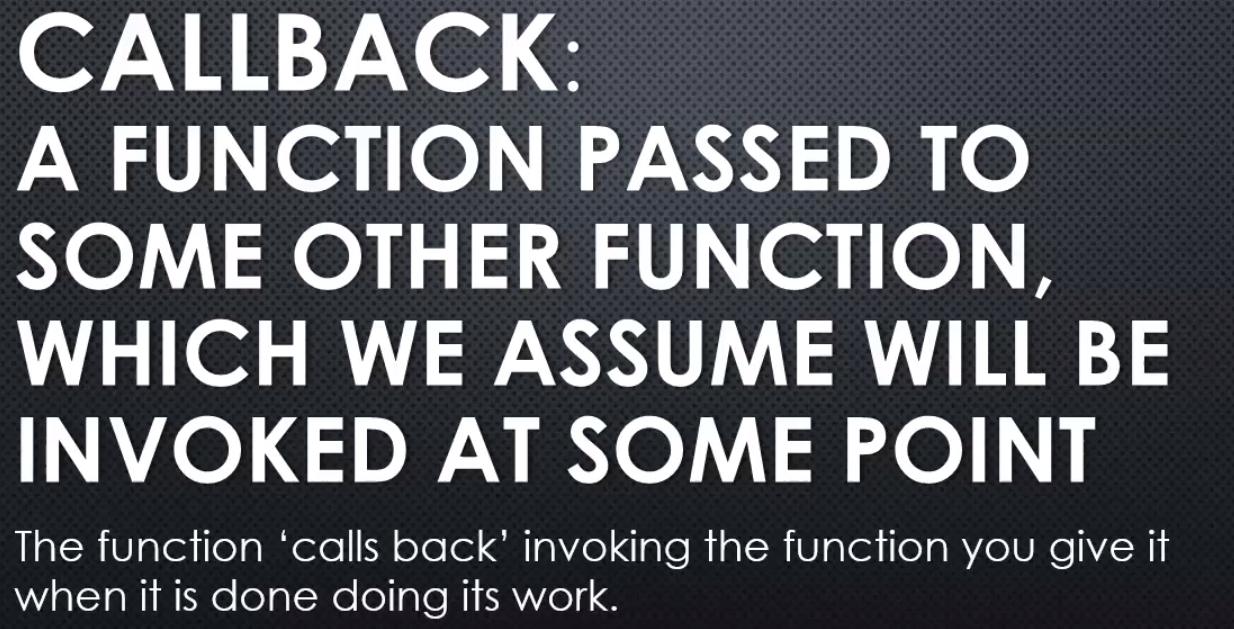 CALLBACK:
A FUNCTION PASSED TO
SOME OTHER FUNCTION,
WHICH WE ASSUME WILL BE
INVOKED AT SOME POINT
The function ‘calls back’ invoking the function you give it
when it is done doing its work.